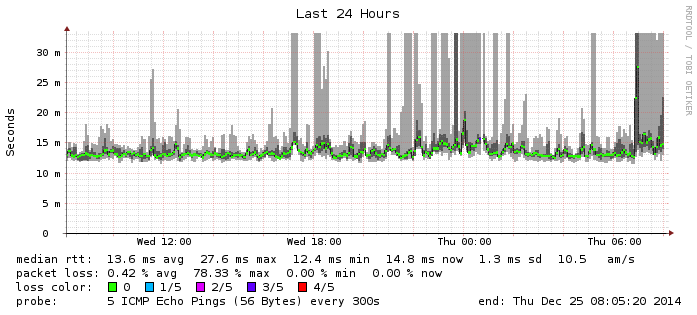 Last 24 Hours
RRDTOOL / TOBI OETIKER
Seconds
30 m
25 m
20 m
15 m
10 m
5 m
0
Wed 12:00 Wed 18:00 Thu 00:00 Thu 06:00
median rtt: 13.6 ms avg 27.6 ms max 12.4 ms min 14.8 ms now 1.3 ms sd 10.5 am/s
packet loss: 0.42 % avg 78.33 % max 0.00 % min 0.00 % now
loss color: 0 1/5 2/5 3/5 4/5
probe: 5 ICMP Echo Pings (56 Bytes) every 300s end: Thu Dec 25 08:05:20 2014